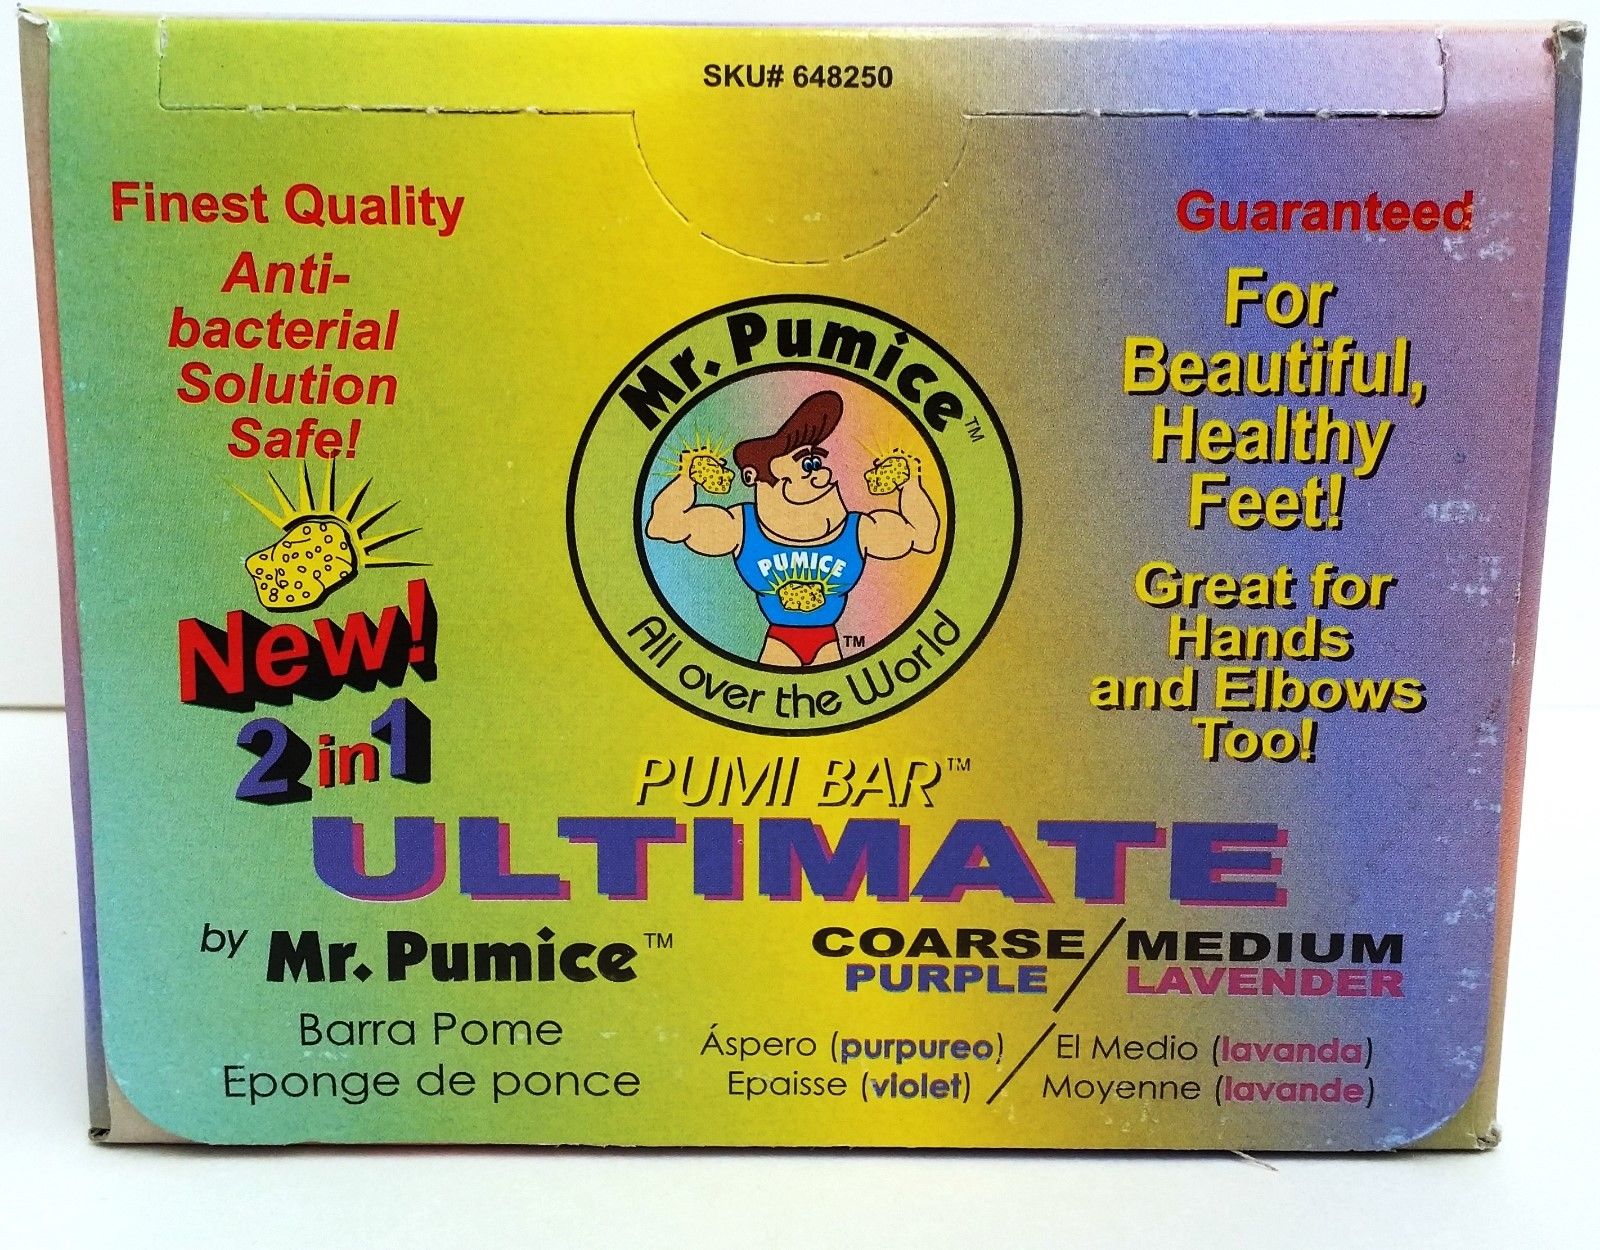 SKU# 648250
Finest Quality
Anti-
bacterial
Solution
Safe!
New!
2 in 1
Mr. Pumice™
PUMICE
TM
All over the World
Guaranteed
For
Beautiful,
Healthy
Feet!
Great for
Hands
and Elbows
Too!
PUMI BAR™
ULTIMATE
by Mr. Pumice™
Barra Pome
Eponge de ponce
COARSE / MEDIUM
PURPLE LAVENDER
Áspero (purpureo) / El Medio (lavanda)
Epaisse (violet) Moyenne (lavande)